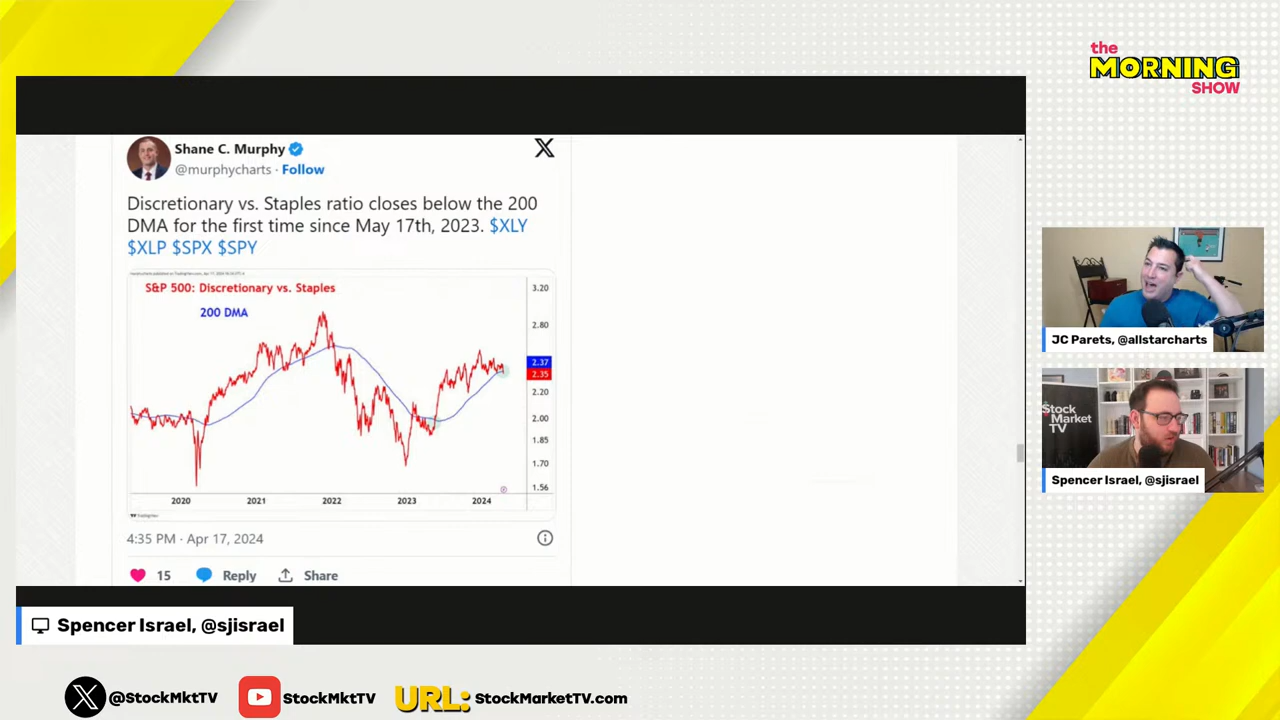 the
MORNING
SHOW
Shane C. Murphy
@murphycharts · Follow
Discretionary vs. Staples ratio closes below the 200
DMA for the first time since May 17th, 2023. $XLY
$XLP $SPX $SPY
S&P 500: Discretionary vs. Staples
200 DMA
3.20
2.80
2.37
2.35
2.20
2.00
1.85
1.70
1.56
2020 2021 2022 2023 2024
TradingView
4:35 PM · Apr 17, 2024
15 Reply Share
JC Parets, @allstarcharts
Stock
Market
TV
Spencer Israel, @sjisrael
Spencer Israel, @sjisrael
@StockMktTV
StockMktTV
URL: StockMarketTV.com